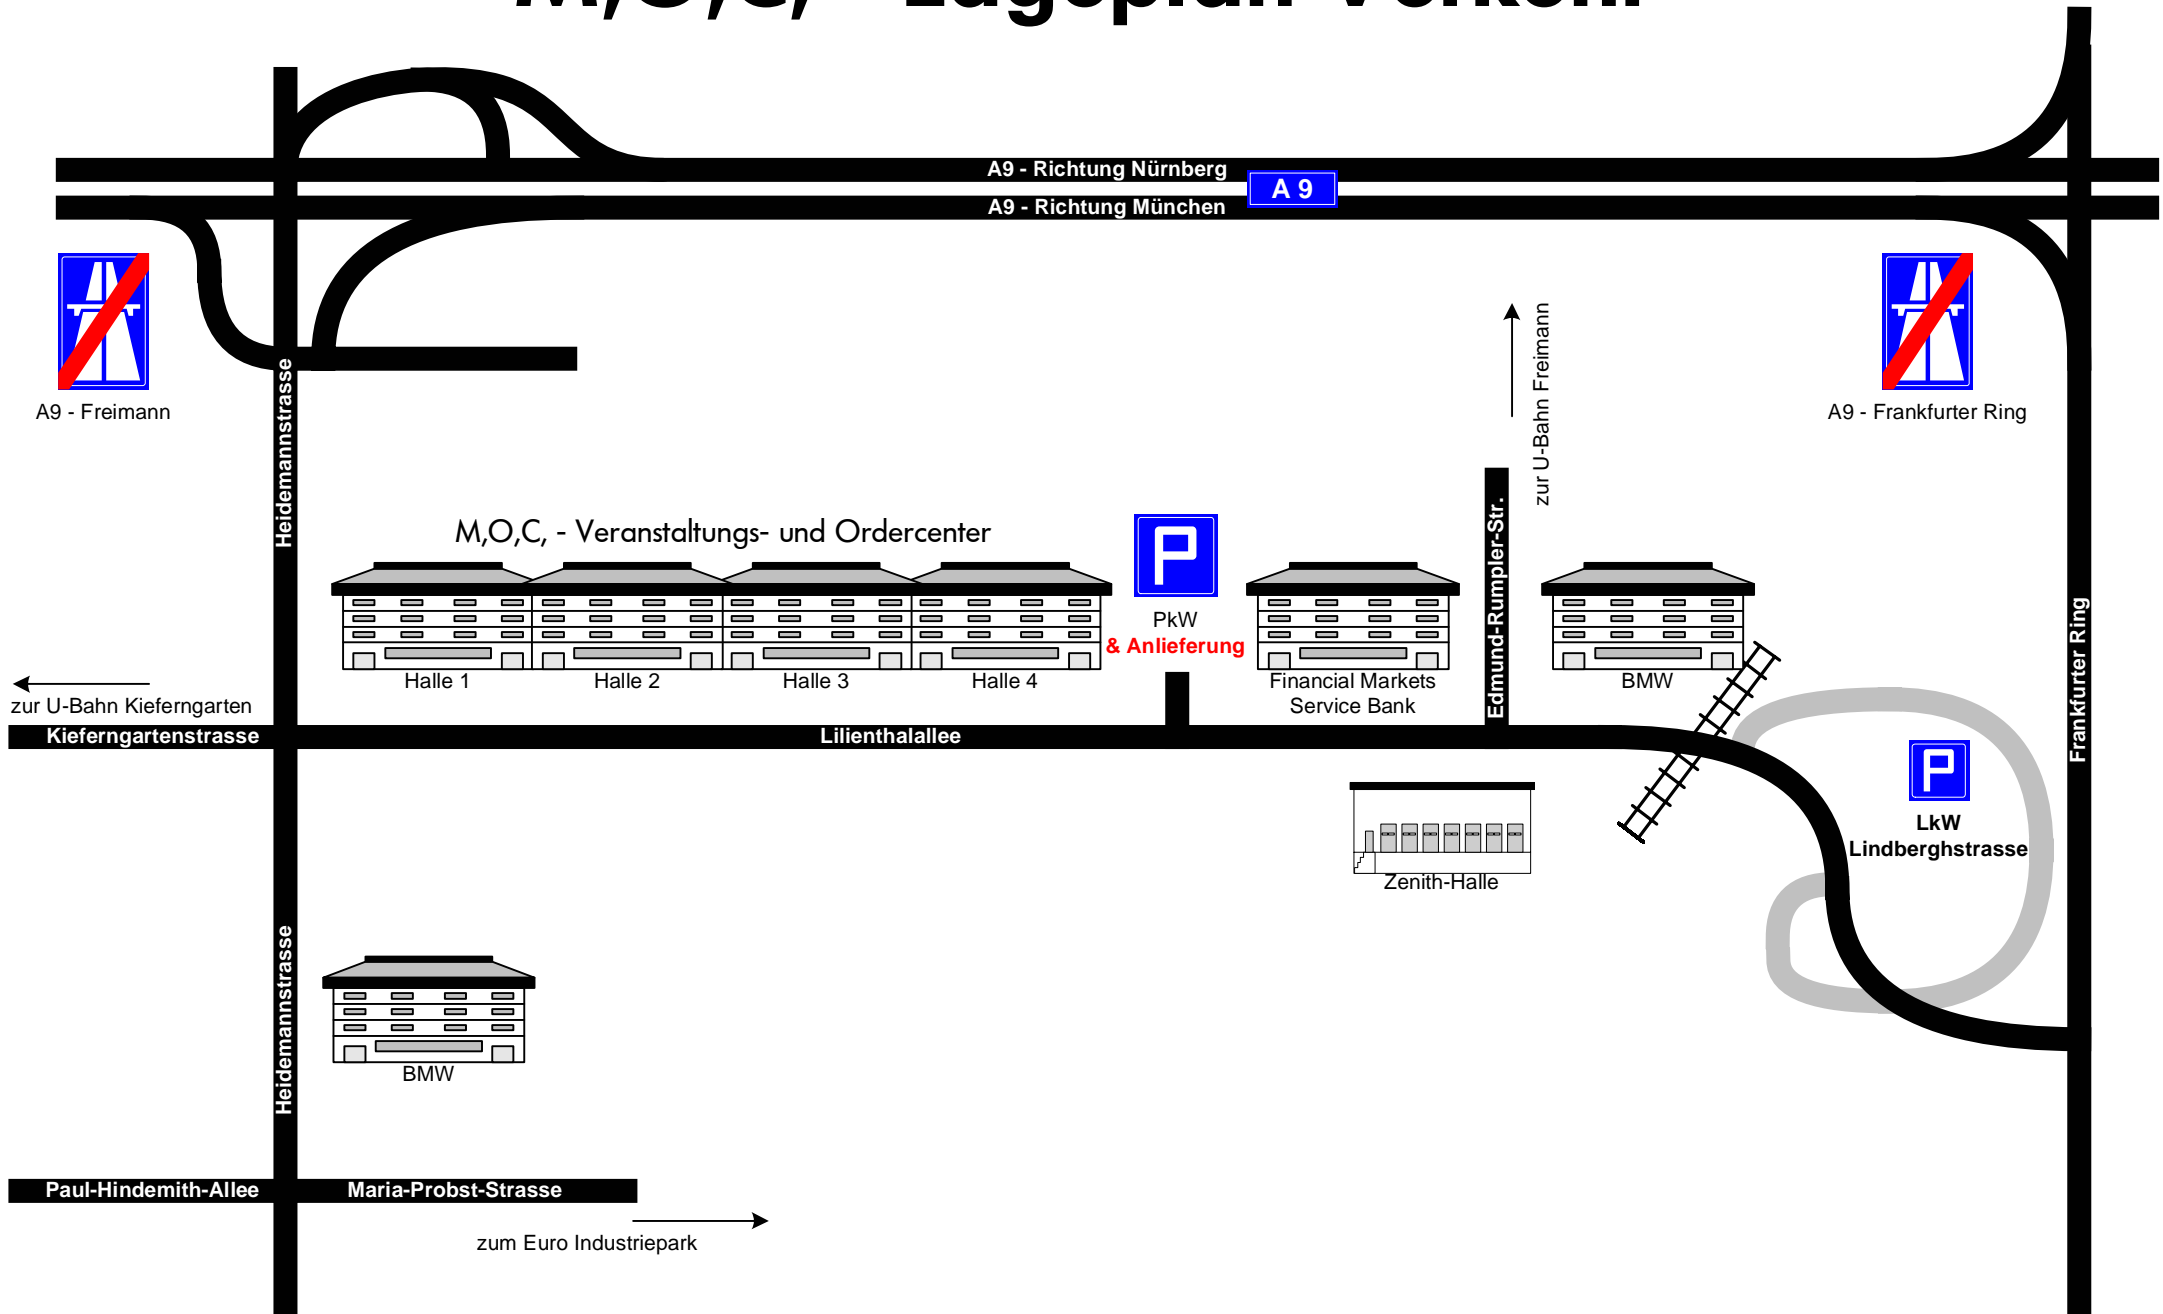 M,O,C, - Lageplan Verkehr
A9 - Richtung Nürnberg
A 9
A9 - Richtung München
A9 - Freimann
A9 - Frankfurter Ring
zur U-Bahn Freimann
Heidemannstrasse
M,O,C, - Veranstaltungs- und Ordercenter
P
PkW
& Anlieferung
Edmund-Rumpler-Str.
Frankfurter Ring
Halle 1
Halle 2
Halle 3
Halle 4
Financial Markets
Service Bank
BMW
zur U-Bahn Kieferngarten
Kieferngartenstrasse
Lilienthalallee
P
LkW
Lindberghstrasse
Zenith-Halle
Heidemannstrasse
BMW
Paul-Hindemith-Allee
Maria-Probst-Strasse
zum Euro Industriepark